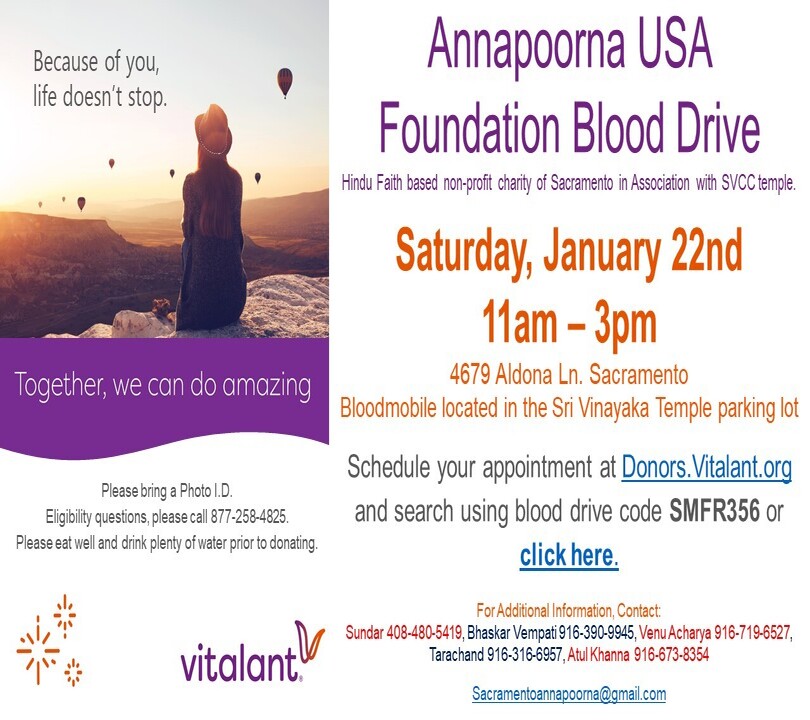 Because of you,
life doesn't stop.
Together, we can do amazing
Please bring a Photo I.D.
Eligibility questions, please call 877-258-4825.
Please eat well and drink plenty of water prior to donating.
vitalant®
Annapoorna USA
Foundation Blood Drive
Hindu Faith based non-profit charity of Sacramento in Association with SVCC temple.
Saturday, January 22nd
11am – 3pm
4679 Aldona Ln. Sacramento
Bloodmobile located in the Sri Vinayaka Temple parking lot
Schedule your appointment at Donors.Vitalant.org
and search using blood drive code SMFR356 or
click here.
For Additional Information, Contact:
Sundar 408-480-5419, Bhaskar Vempati 916-390-9945, Venu Acharya 916-719-6527,
Tarachand 916-316-6957, Atul Khanna 916-673-8354
Sacramentoannapoorna@gmail.com